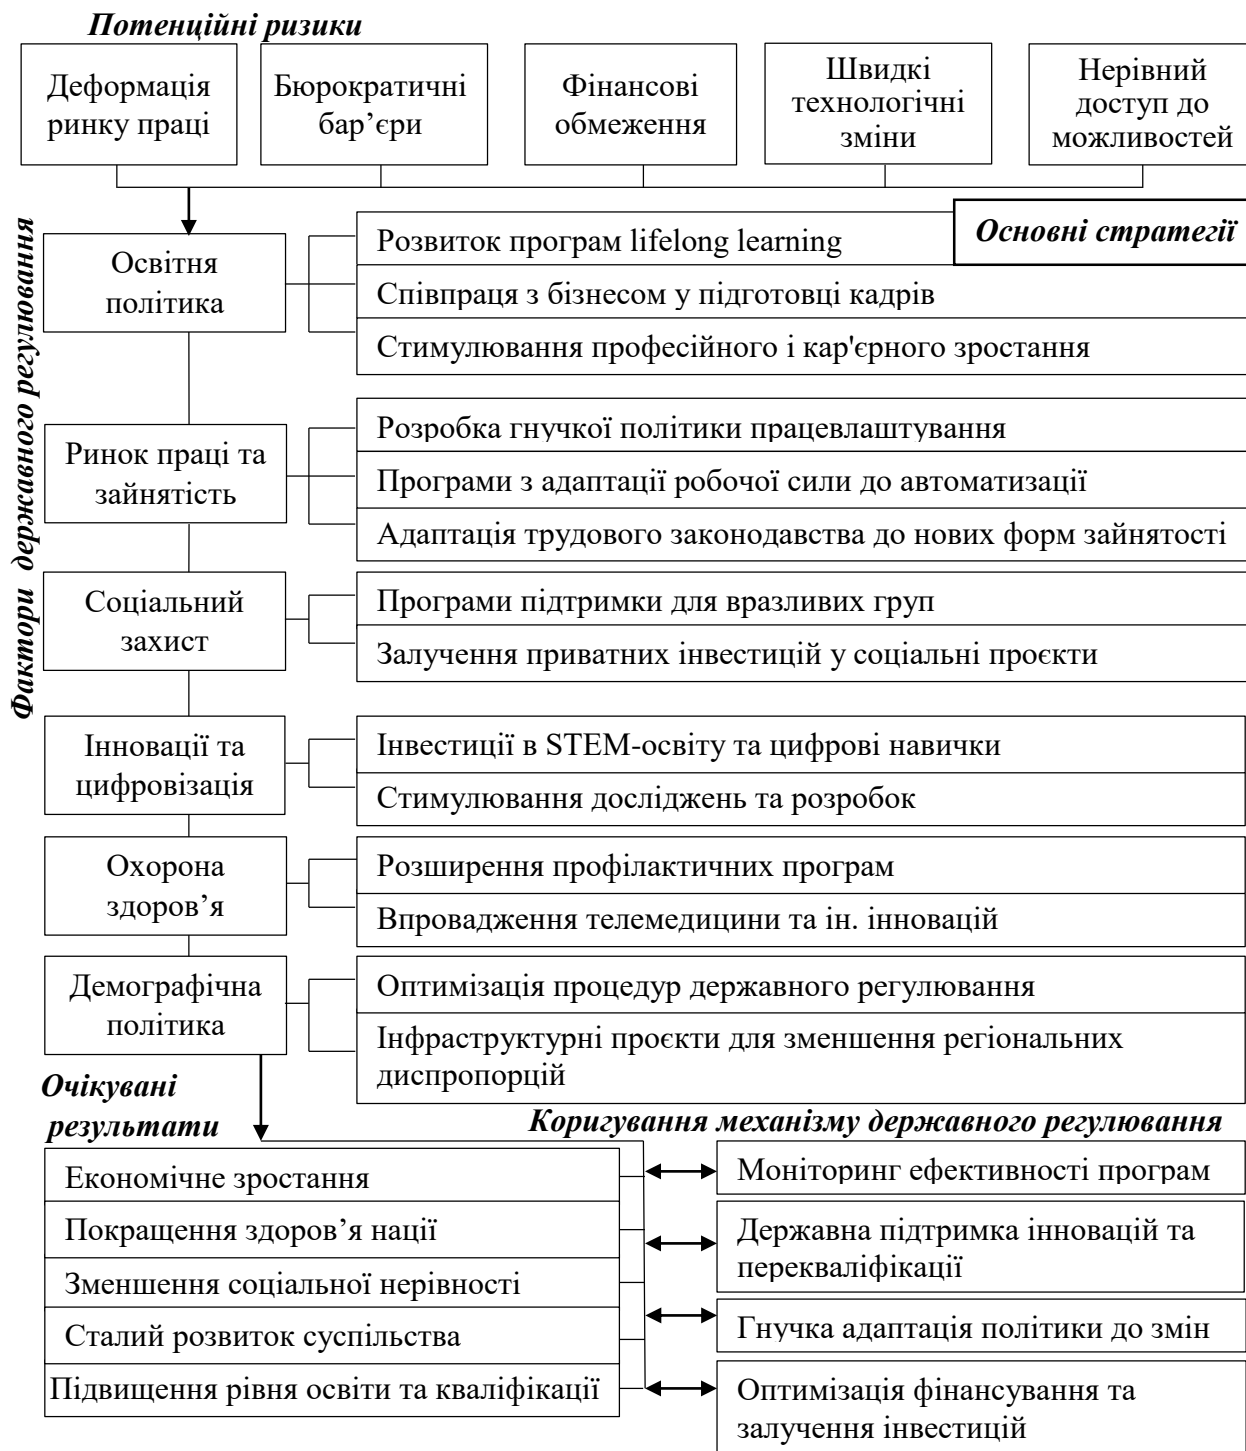 Потенційні ризики
Деформація
ринку праці
Бюрократичні
бар’єри
Фінансові
обмеження
Швидкі
технологічні
зміни
Нерівний
доступ до
можливостей
Фактори державного регулювання
Основні стратегії
Освітня
політика
Розвиток програм lifelong learning
Співпраця з бізнесом у підготовці кадрів
Стимулювання професійного і кар'єрного зростання
Ринок праці та
зайнятість
Розробка гнучкої політики працевлаштування
Програми з адаптації робочої сили до автоматизації
Адаптація трудового законодавства до нових форм зайнятості
Соціальний
захист
Програми підтримки для вразливих груп
Залучення приватних інвестицій у соціальні проєкти
Інновації та
цифровізація
Інвестиції в STEM-освіту та цифрові навички
Стимулювання досліджень та розробок
Охорона
здоров’я
Розширення профілактичних програм
Впровадження телемедицини та ін. інновацій
Демографічна
політика
Оптимізація процедур державного регулювання
Інфраструктурні проєкти для зменшення регіональних
диспропорцій
Очікувані
результати
Економічне зростання
Покращення здоров’я нації
Зменшення соціальної нерівності
Сталий розвиток суспільства
Підвищення рівня освіти та кваліфікації
Коригування механізму державного регулювання
Моніторинг ефективності програм
Державна підтримка інновацій та
перекваліфікації
Гнучка адаптація політики до змін
Оптимізація фінансування та
залучення інвестицій